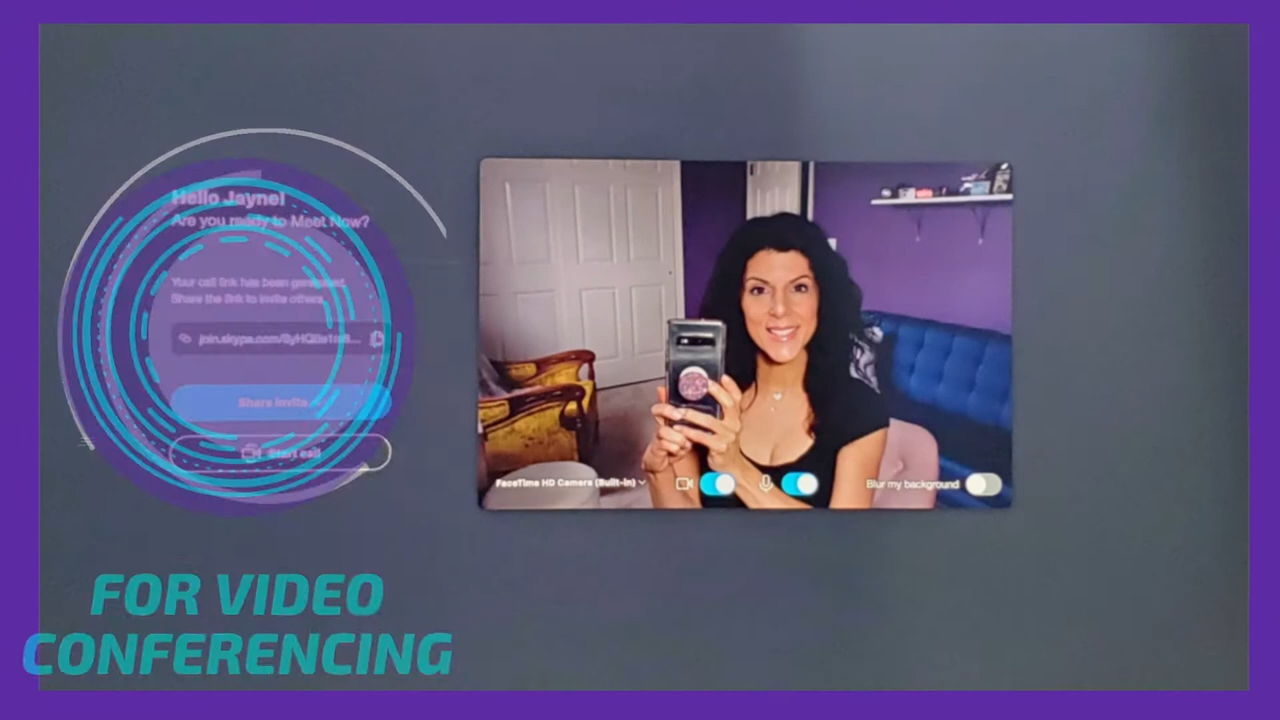 Hello Jayne!
Are you ready to Meet Now?
Your call link has been generated.
Share the link to invite others.
Share invite
Start call
FaceTime HD Camera (Built-in)
Blur my background
FOR VIDEO
CONFERENCING